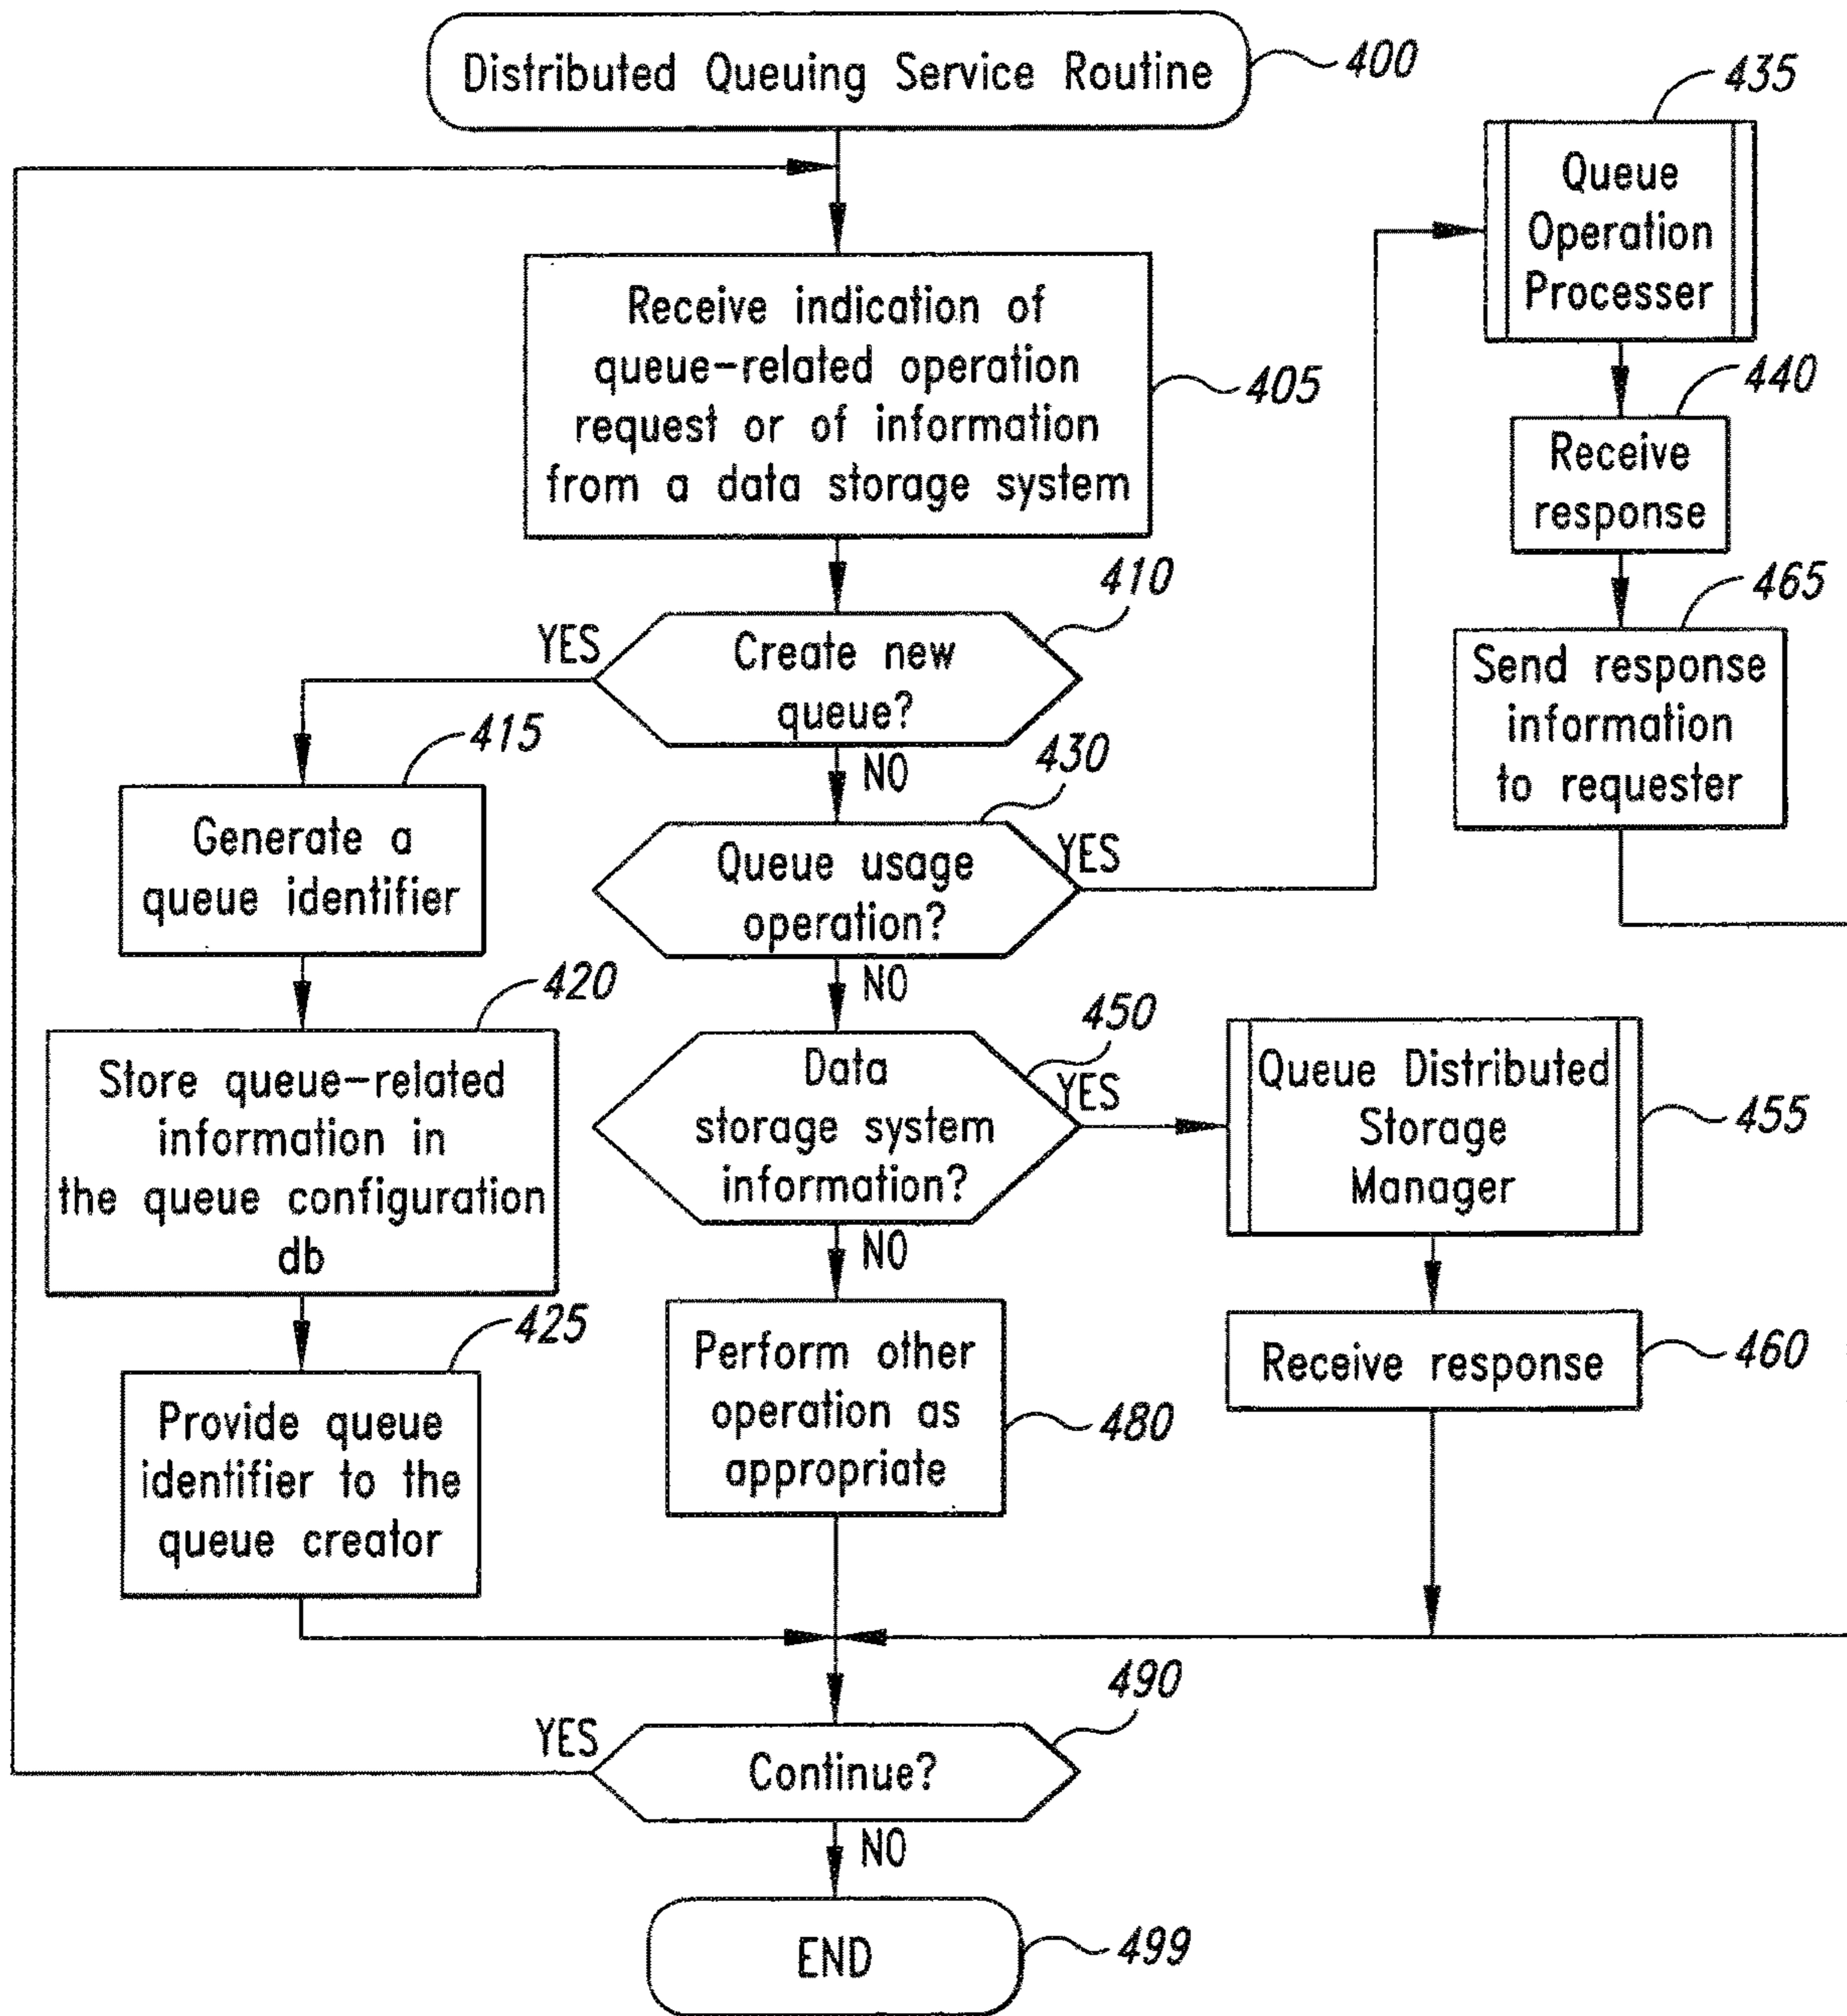 Distributed Queuing Service Routine
400
Receive indication of
queue-related operation
request or of information
from a data storage system
405
410
Create new
queue?
YES
NO
415
Generate a
queue identifier
420
Store queue-related
information in
the queue configuration
db
425
Provide queue
identifier to the
queue creator
430
Queue usage
operation?
YES
NO
435
Queue
Operation
Processer
440
Receive
response
465
Send response
information
to requester
450
Data
storage system
information?
YES
NO
Queue Distributed
Storage
Manager
455
Receive response
460
Perform other
operation as
appropriate
480
490
Continue?
YES
NO
END
499